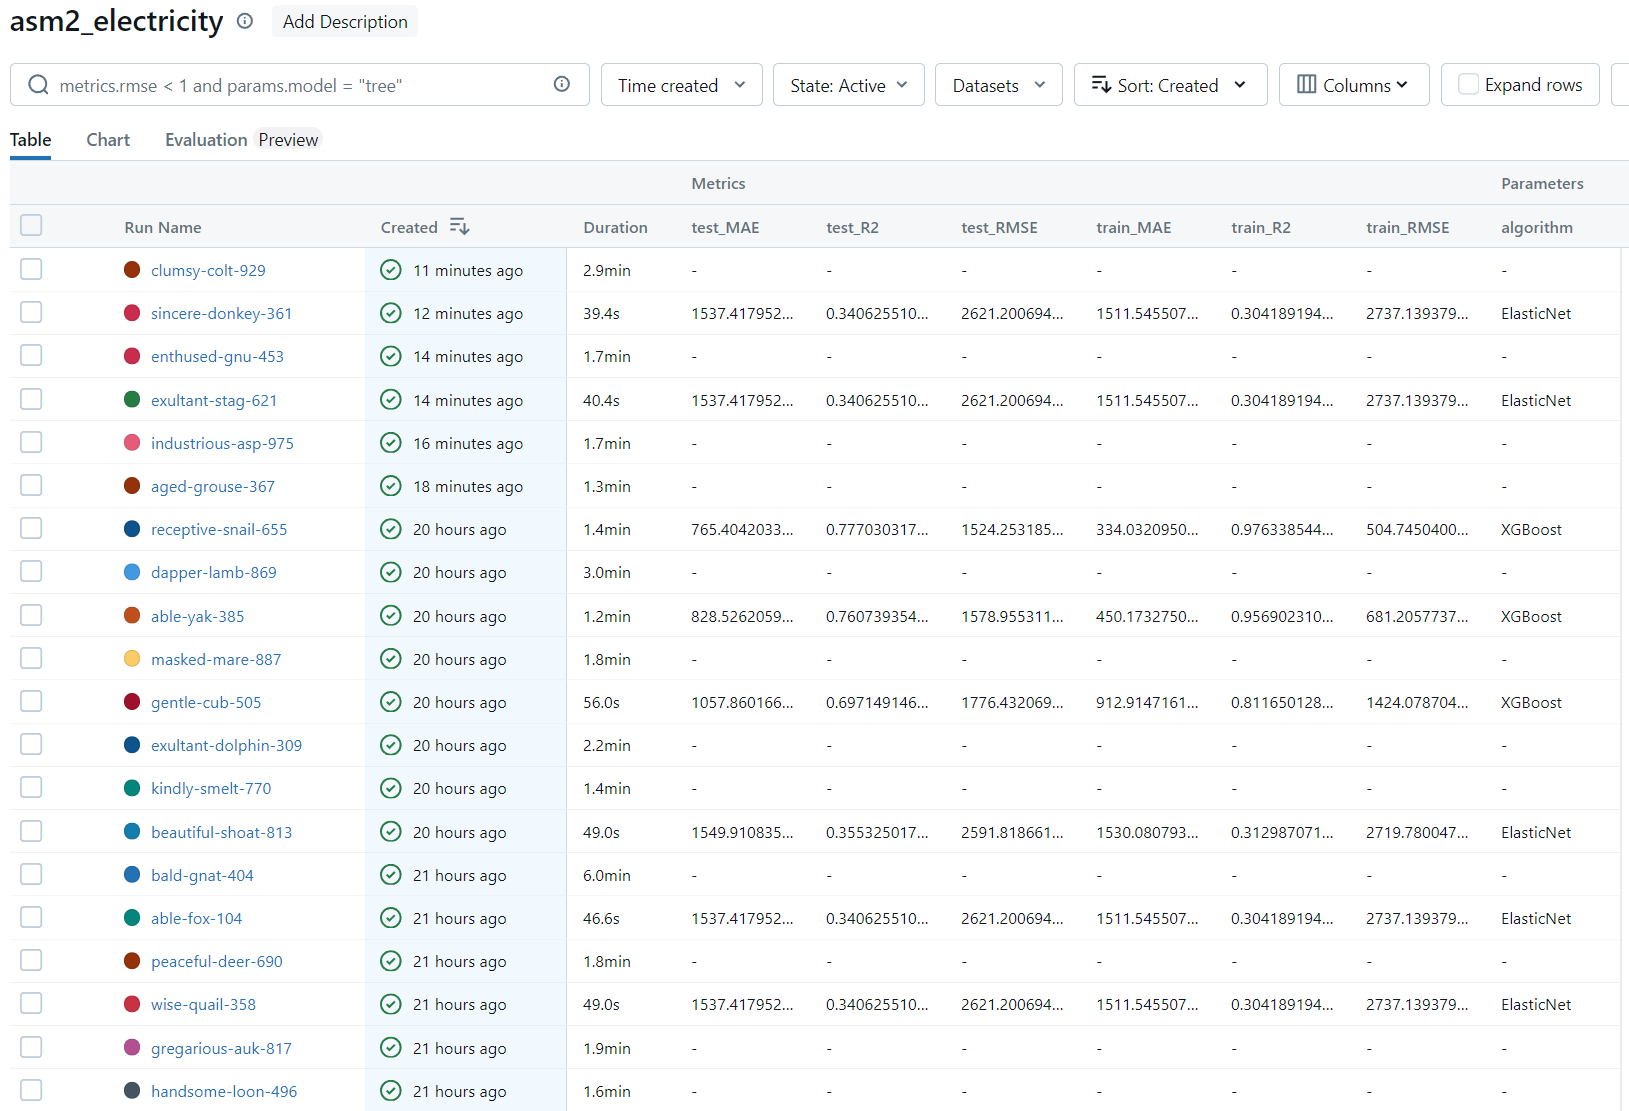 asm2_electricity Add Description
metrics.rmse < 1 and params.model = "tree" Time created State: Active Datasets Sort: Created Columns Expand rows
Table Chart Evaluation Preview
Metrics Parameters
Run Name Created Duration test_MAE test_R2 test_RMSE train_MAE train_R2 train_RMSE algorithm
clumsy-colt-929 11 minutes ago 2.9min - - - - - - -
sincere-donkey-361 12 minutes ago 39.4s 1537.417952... 0.340625510... 2621.200694... 1511.545507... 0.304189194... 2737.139379... ElasticNet
enthused-gnu-453 14 minutes ago 1.7min - - - - - - -
exultant-stag-621 14 minutes ago 40.4s 1537.417952... 0.340625510... 2621.200694... 1511.545507... 0.304189194... 2737.139379... ElasticNet
industrious-asp-975 16 minutes ago 1.7min - - - - - - -
aged-grouse-367 18 minutes ago 1.3min - - - - - - -
receptive-snail-655 20 hours ago 1.4min 765.4042033... 0.777030317... 1524.253185... 334.0320950... 0.976338544... 504.7450400... XGBoost
dapper-lamb-869 20 hours ago 3.0min - - - - - - -
able-yak-385 20 hours ago 1.2min 828.5262059... 0.760739354... 1578.955311... 450.1732750... 0.956902310... 681.2057737... XGBoost
masked-mare-887 20 hours ago 1.8min - - - - - - -
gentle-cub-505 20 hours ago 56.0s 1057.860166... 0.697149146... 1776.432069... 912.9147161... 0.811650128... 1424.078704... XGBoost
exultant-dolphin-309 20 hours ago 2.2min - - - - - - -
kindly-smelt-770 20 hours ago 1.4min - - - - - - -
beautiful-shoat-813 20 hours ago 49.0s 1549.910835... 0.355325017... 2591.818661... 1530.080793... 0.312987071... 2719.780047... ElasticNet
bald-gnat-404 21 hours ago 6.0min - - - - - - -
able-fox-104 21 hours ago 46.6s 1537.417952... 0.340625510... 2621.200694... 1511.545507... 0.304189194... 2737.139379... ElasticNet
peaceful-deer-690 21 hours ago 1.8min - - - - - - -
wise-quail-358 21 hours ago 49.0s 1537.417952... 0.340625510... 2621.200694... 1511.545507... 0.304189194... 2737.139379... ElasticNet
gregarious-auk-817 21 hours ago 1.9min - - - - - - -
handsome-loon-496 21 hours ago 1.6min - - - - - - -